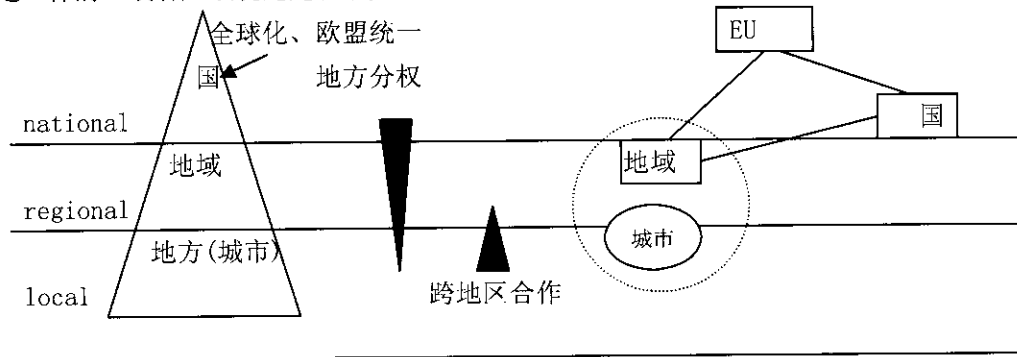 全球化、欧盟统一
国
地方分权
EU
国
national
地域
地域
regional
地方(城市)
城市
local
跨地区合作